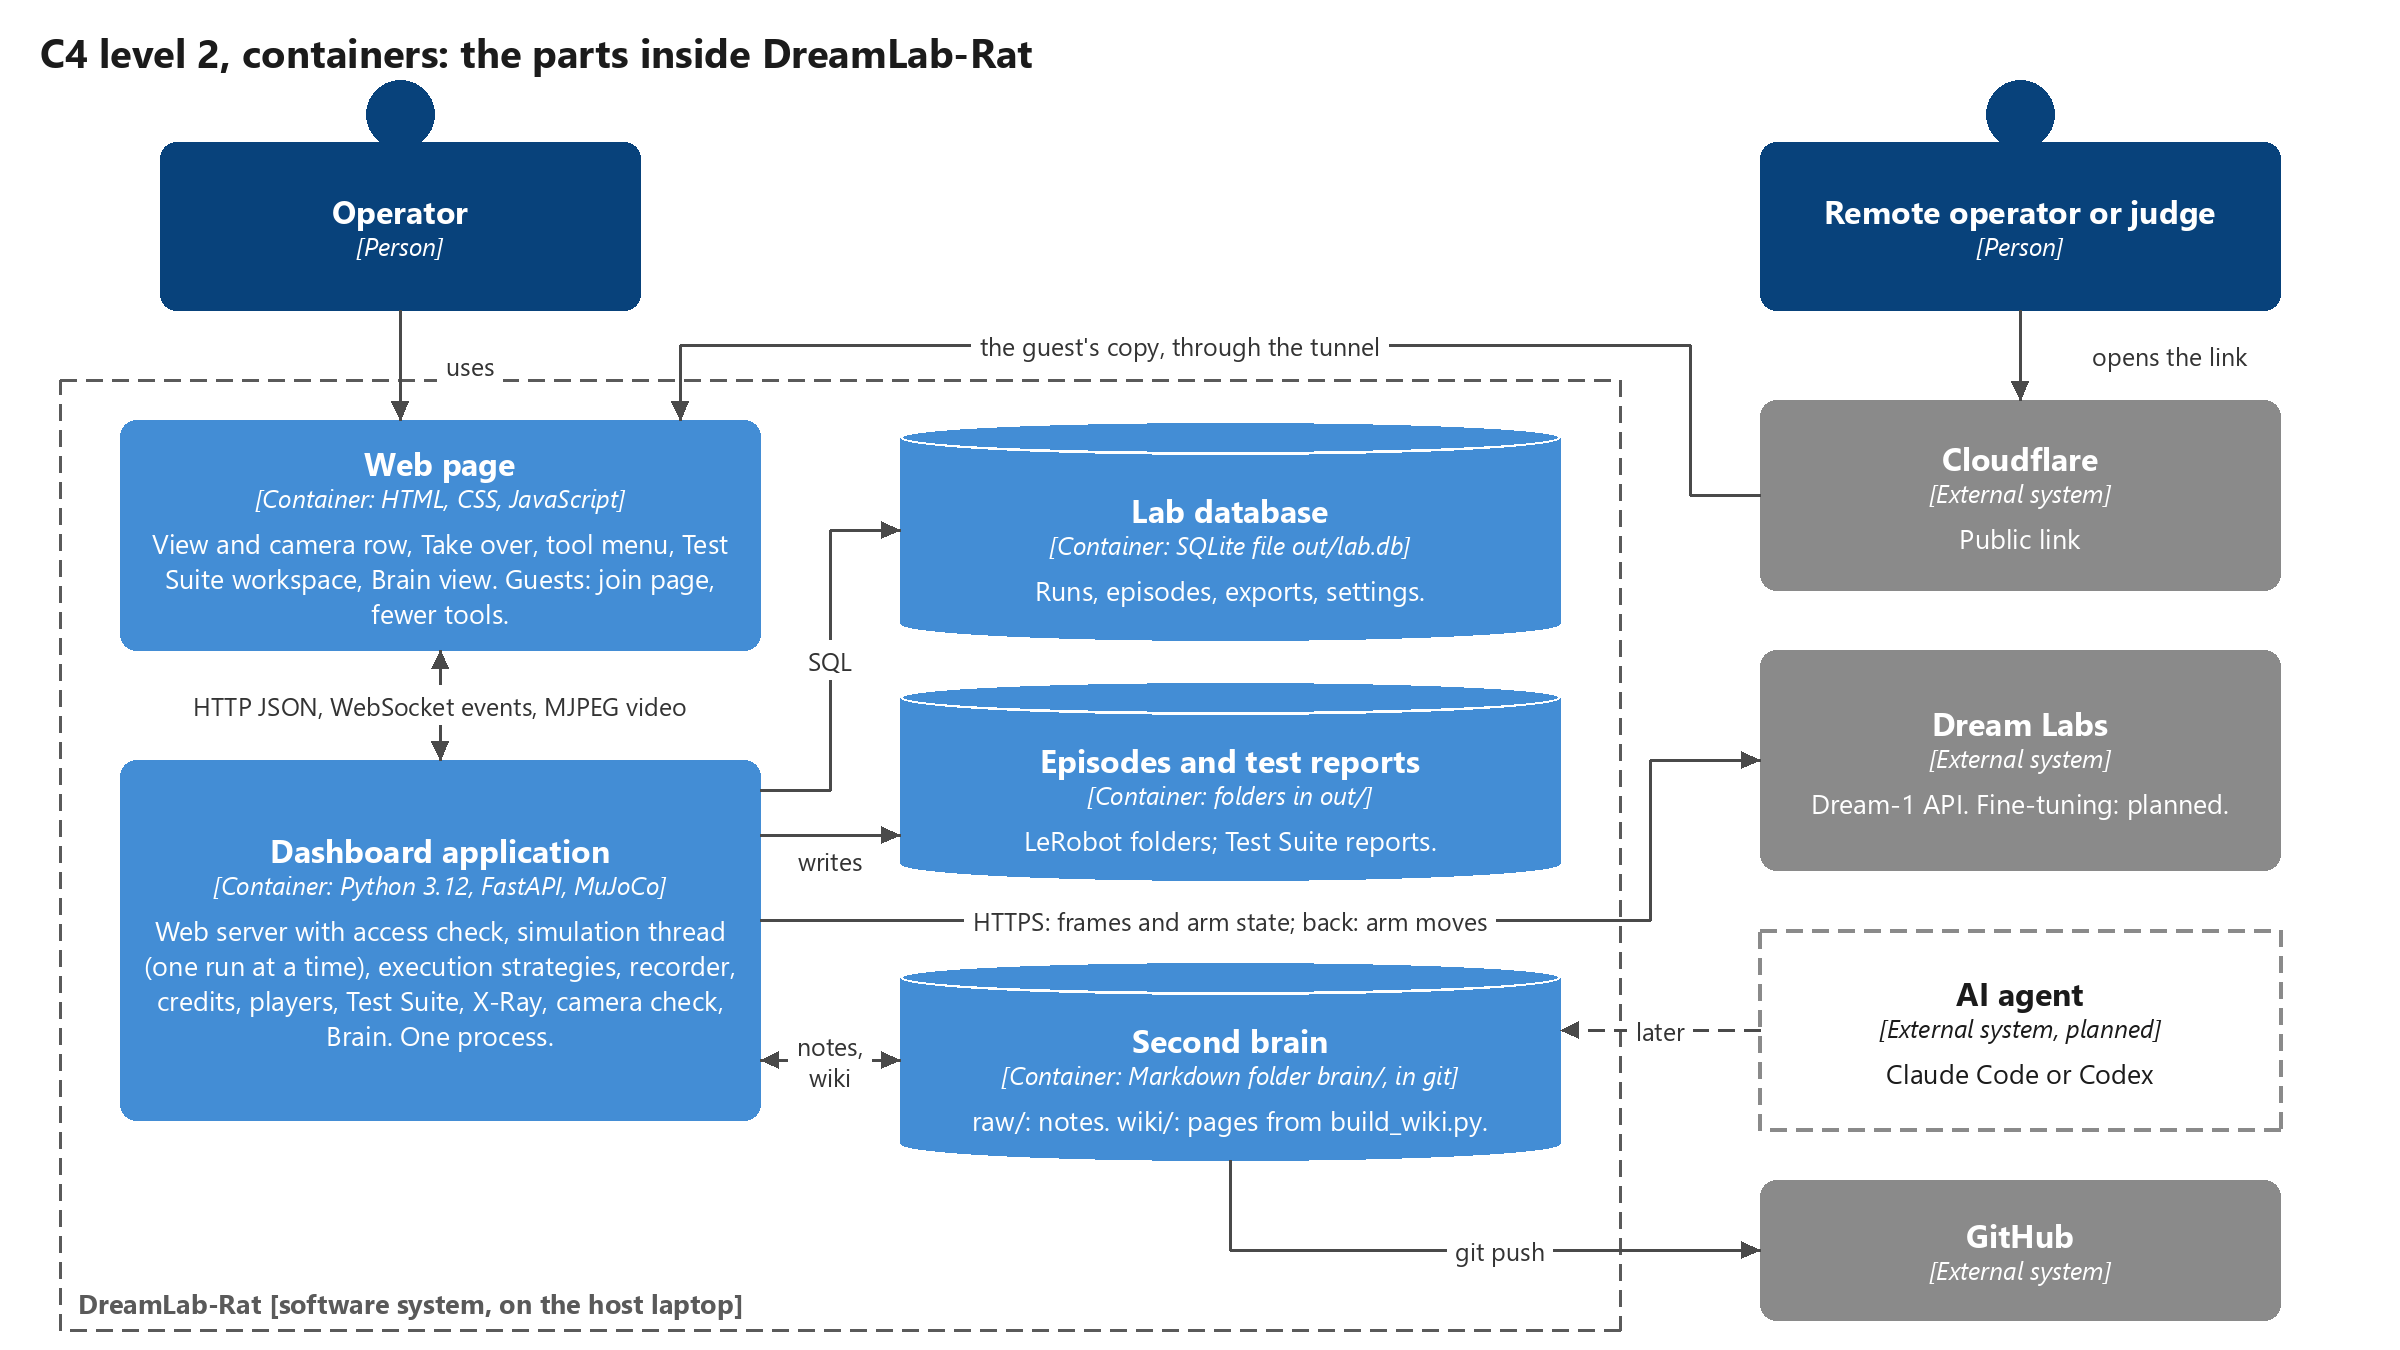 C4 level 2, containers: the parts inside DreamLab-Rat
Operator
[Person]
Remote operator or judge
[Person]
uses
the guest's copy, through the tunnel
opens the link
Web page
[Container: HTML, CSS, JavaScript]
View and camera row, Take over, tool menu, Test
Suite workspace, Brain view. Guests: join page,
fewer tools.
Lab database
[Container: SQLite file out/lab.db]
Runs, episodes, exports, settings.
Cloudflare
[External system]
Public link
SQL
HTTP JSON, WebSocket events, MJPEG video
Episodes and test reports
[Container: folders in out/]
LeRobot folders; Test Suite reports.
Dream Labs
[External system]
Dream-1 API. Fine-tuning: planned.
Dashboard application
[Container: Python 3.12, FastAPI, MuJoCo]
Web server with access check, simulation thread
(one run at a time), execution strategies, recorder,
credits, players, Test Suite, X-Ray, camera check,
Brain. One process.
writes
HTTPS: frames and arm state; back: arm moves
notes,
wiki
Second brain
[Container: Markdown folder brain/, in git]
raw/: notes. wiki/: pages from build_wiki.py.
later
AI agent
[External system, planned]
Claude Code or Codex
git push
GitHub
[External system]
DreamLab-Rat [software system, on the host laptop]